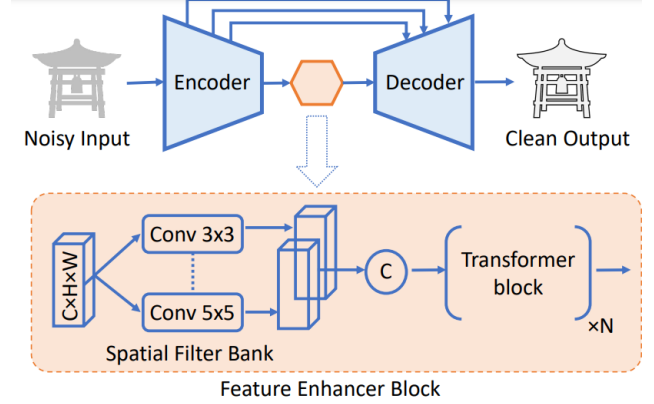 Encoder
Decoder
Noisy Input
Clean Output
C×H×W
Conv 3x3
Conv 5x5
Spatial Filter Bank
C
Transformer
block
×N
Feature Enhancer Block